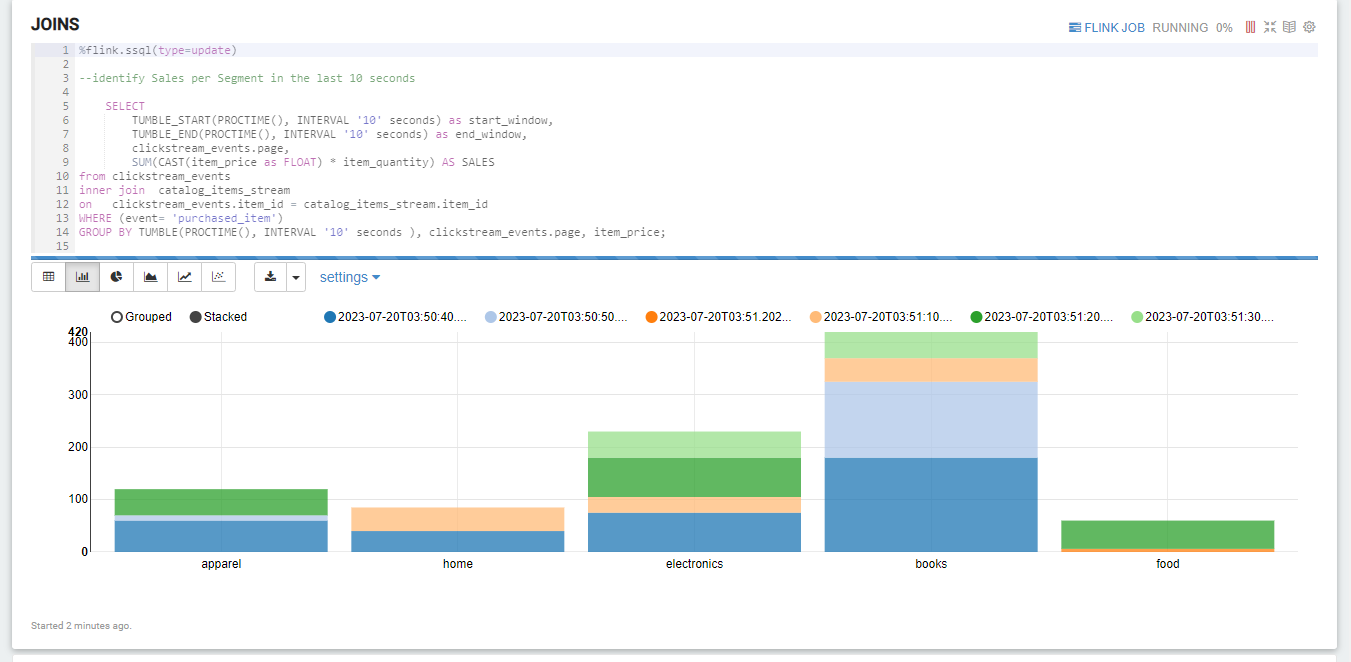 JOINS
FLINK JOB RUNNING 0%
1 %flink.ssql(type=update)
2
3 --identify Sales per Segment in the last 10 seconds
4
5 SELECT
6 TUMBLE_START(PROCTIME(), INTERVAL '10' seconds) as start_window,
7 TUMBLE_END(PROCTIME(), INTERVAL '10' seconds) as end_window,
8 clickstream_events.page,
9 SUM(CAST(item_price as FLOAT) * item_quantity) AS SALES
10 from clickstream_events
11 inner join  catalog_items_stream
12 on   clickstream_events.item_id = catalog_items_stream.item_id
13 WHERE (event= 'purchased_item')
14 GROUP BY TUMBLE(PROCTIME(), INTERVAL '10' seconds ), clickstream_events.page, item_price;
15
settings
Grouped Stacked 2023-07-20T03:50:40.... 2023-07-20T03:50:50.... 2023-07-20T03:51.202... 2023-07-20T03:51:10.... 2023-07-20T03:51:20.... 2023-07-20T03:51:30....
420
400
300
200
100
0
apparel home electronics books food
Started 2 minutes ago.